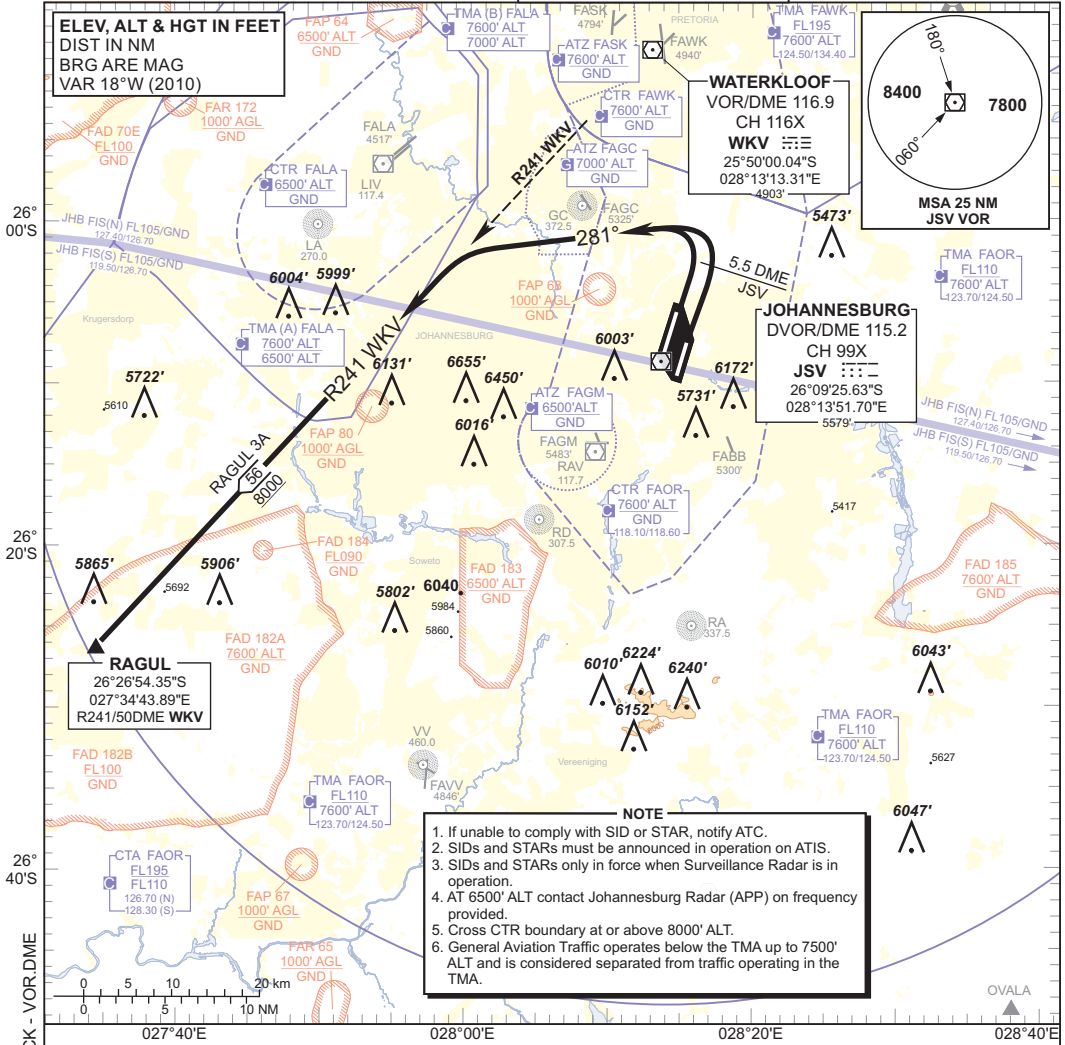 ELEV, ALT & HGT IN FEET
DIST IN NM
BRG ARE MAG
VAR 18°W (2010)
FAP 64
6500' ALT
GND
TMA (B) FALA
C
7600' ALT
7000' ALT
FASK
4794'
PRETORIA
FAWK
4940'
ATZ FASK
C
7600' ALT
GND
TMA FAWK
FL195
C
7600' ALT
124.50/134.40
180°
8400
7800
060°
MSA 25 NM
JSV VOR
WATERKLOOF
VOR/DME 116.9
CH 116X
WKV
25°50'00.04"S
028°13'13.31"E
4903'
FAR 172
1000' AGL
GND
FAD 70E
FL100
GND
CTR FAWK
C
7600' ALT
GND
FALA
4517'
LIV
117.4
R241 WKV
ATZ FAGC
G
7000' ALT
GND
CTR FALA
C
6500' ALT
GND
GC
372.5
FAGC
5325'
26°
00'S
LA
270.0
281°
5473'
JHB FIS(N) FL105/GND
127.40/126.70
JHB FIS(S) FL105/GND
119.50/126.70
5.5 DME
JSV
TMA FAOR
FL110
C
7600' ALT
123.70/124.50
6004'
5999'
FAP 63
1000' AGL
GND
JOHANNESBURG
DVOR/DME 115.2
CH 99X
JSV
26°09'25.63"S
028°13'51.70"E
5579'
Krugersdorp
TMA (A) FALA
C
7600' ALT
6500' ALT
JOHANNESBURG
R241 WKV
6003'
5722'
5610
6131'
6655'
6450'
6172'
5731'
ATZ FAGM
C
6500'ALT
GND
6016'
FAP 80
1000' AGL
GND
FAGM
5483'
RAV
117.7
FABB
5300'
JHB FIS(N) FL105/GND
127.40/126.70
JHB FIS(S) FL105/GND
119.50/126.70
RAGUL 3A
56
8000
CTR FAOR
C
7600' ALT
GND
118.10/118.60
5417
26°
20'S
RD
307.5
FAD 184
FL090
GND
Soweto
FAD 183
6500' ALT
GND
FAD 185
7600' ALT
GND
5865'
5692
5906'
5802'
6040
5984
5860
RA
337.5
FAD 182A
7600' ALT
GND
RAGUL
26°26'54.35"S
027°34'43.89"E
R241/50DME WKV
6010'
6224'
6240'
6152'
6043'
FAD 182B
FL100
GND
VV
460.0
FAVV
4846'
Vereeniging
TMA FAOR
FL110
C
7600' ALT
123.70/124.50
5627
TMA FAOR
FL110
C
7600' ALT
123.70/124.50
6047'
NOTE
1. If unable to comply with SID or STAR, notify ATC.
2. SIDs and STARs must be announced in operation on ATIS.
3. SIDs and STARs only in force when Surveillance Radar is in
operation.
4. AT 6500' ALT contact Johannesburg Radar (APP) on frequency
provided.
5. Cross CTR boundary at or above 8000' ALT.
6. General Aviation Traffic operates below the TMA up to 7500'
ALT and is considered separated from traffic operating in the
TMA.
26°
40'S
CTA FAOR
FL195
C
FL110
126.70 (N)
128.30 (S)
FAP 67
1000' AGL
GND
FAR 65
1000' AGL
GND
0 5 10 20 km
0 5 10 NM
OVALA
027°40'E
028°00'E
028°20'E
028°40'E
CK - VOR.DME